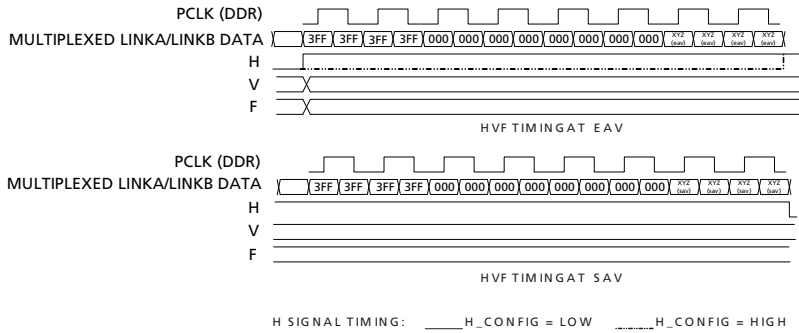 PCLK (DDR)
MULTIPLEXED LINKA/LINKB DATA 3FF 3FF 3FF 3FF 000 000 000 000 000 000 000 000 XYZ (eav) XYZ (eav) XYZ (eav) XYZ (eav)
H
V
F
HVF TIMINGAT EAV
PCLK (DDR)
MULTIPLEXED LINKA/LINKB DATA 3FF 3FF 3FF 3FF 000 000 000 000 000 000 000 000 XYZ (sav) XYZ (sav) XYZ (sav) XYZ (sav)
H
V
F
HVF TIMINGAT SAV
H SIGNAL TIMING: H_CONFIG = LOW H_CONFIG = HIGH